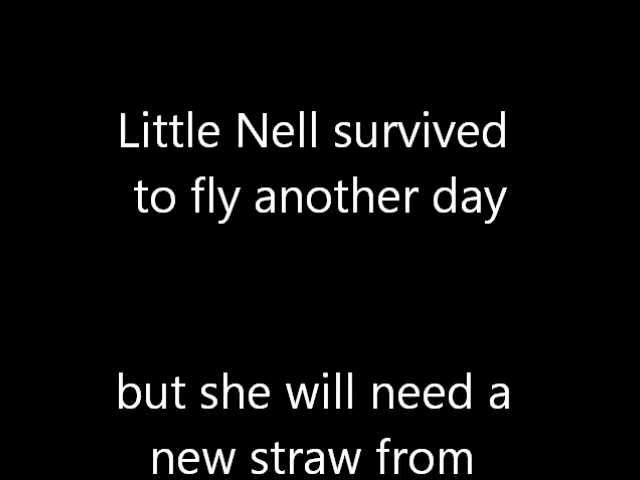 Little Nell survived
to fly another day
but she will need a
new straw from